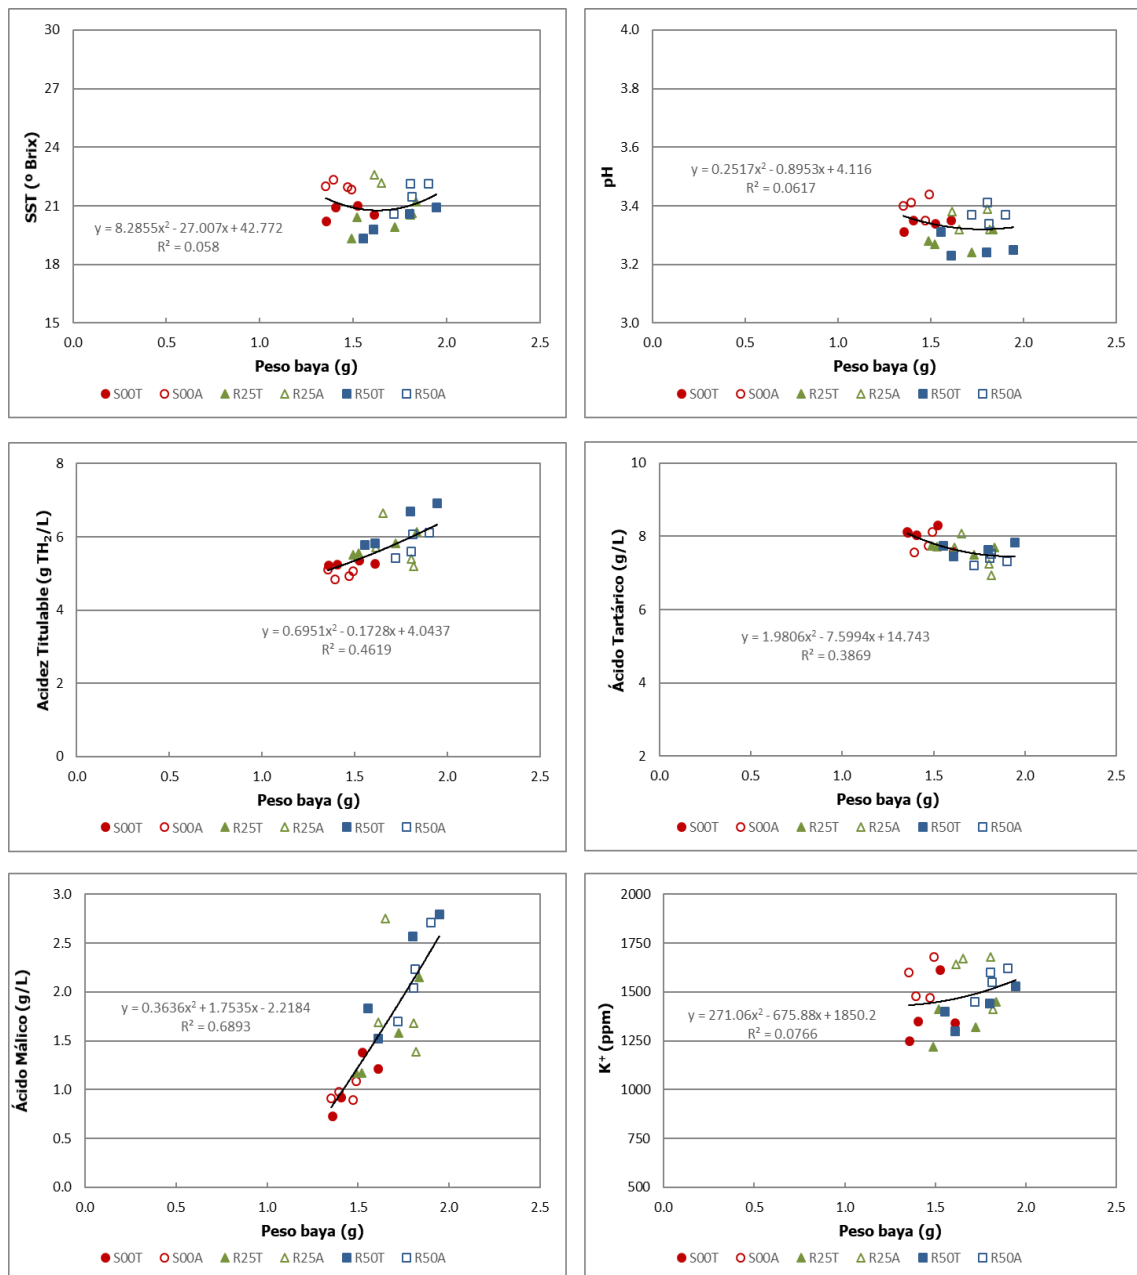 30
27
24
21
18
15
SST (º Brix)
y = 8.2855x² - 27.007x + 42.772
R² = 0.058
0.0 0.5 1.0 1.5 2.0 2.5
Peso baya (g)
S00T S00A R25T R25A R50T R50A
4.0
3.8
3.6
3.4
3.2
3.0
pH
y = 0.2517x² - 0.8953x + 4.116
R² = 0.0617
0.0 0.5 1.0 1.5 2.0 2.5
Peso baya (g)
S00T S00A R25T R25A R50T R50A
8
6
4
2
0
Acidez Titulable (g TH₂/L)
y = 0.6951x² - 0.1728x + 4.0437
R² = 0.4619
0.0 0.5 1.0 1.5 2.0 2.5
Peso baya (g)
S00T S00A R25T R25A R50T R50A
10
8
6
4
2
Ácido Tartárico (g/L)
y = 1.9806x² - 7.5994x + 14.743
R² = 0.3869
0.0 0.5 1.0 1.5 2.0 2.5
Peso baya (g)
S00T S00A R25T R25A R50T R50A
3.0
2.5
2.0
1.5
1.0
0.5
0.0
Ácido Málico (g/L)
y = 0.3636x² + 1.7535x - 2.2184
R² = 0.6893
0.0 0.5 1.0 1.5 2.0 2.5
Peso baya (g)
S00T S00A R25T R25A R50T R50A
2000
1750
1500
1250
1000
750
500
K⁺ (ppm)
y = 271.06x² - 675.88x + 1850.2
R² = 0.0766
0.0 0.5 1.0 1.5 2.0 2.5
Peso baya (g)
S00T S00A R25T R25A R50T R50A